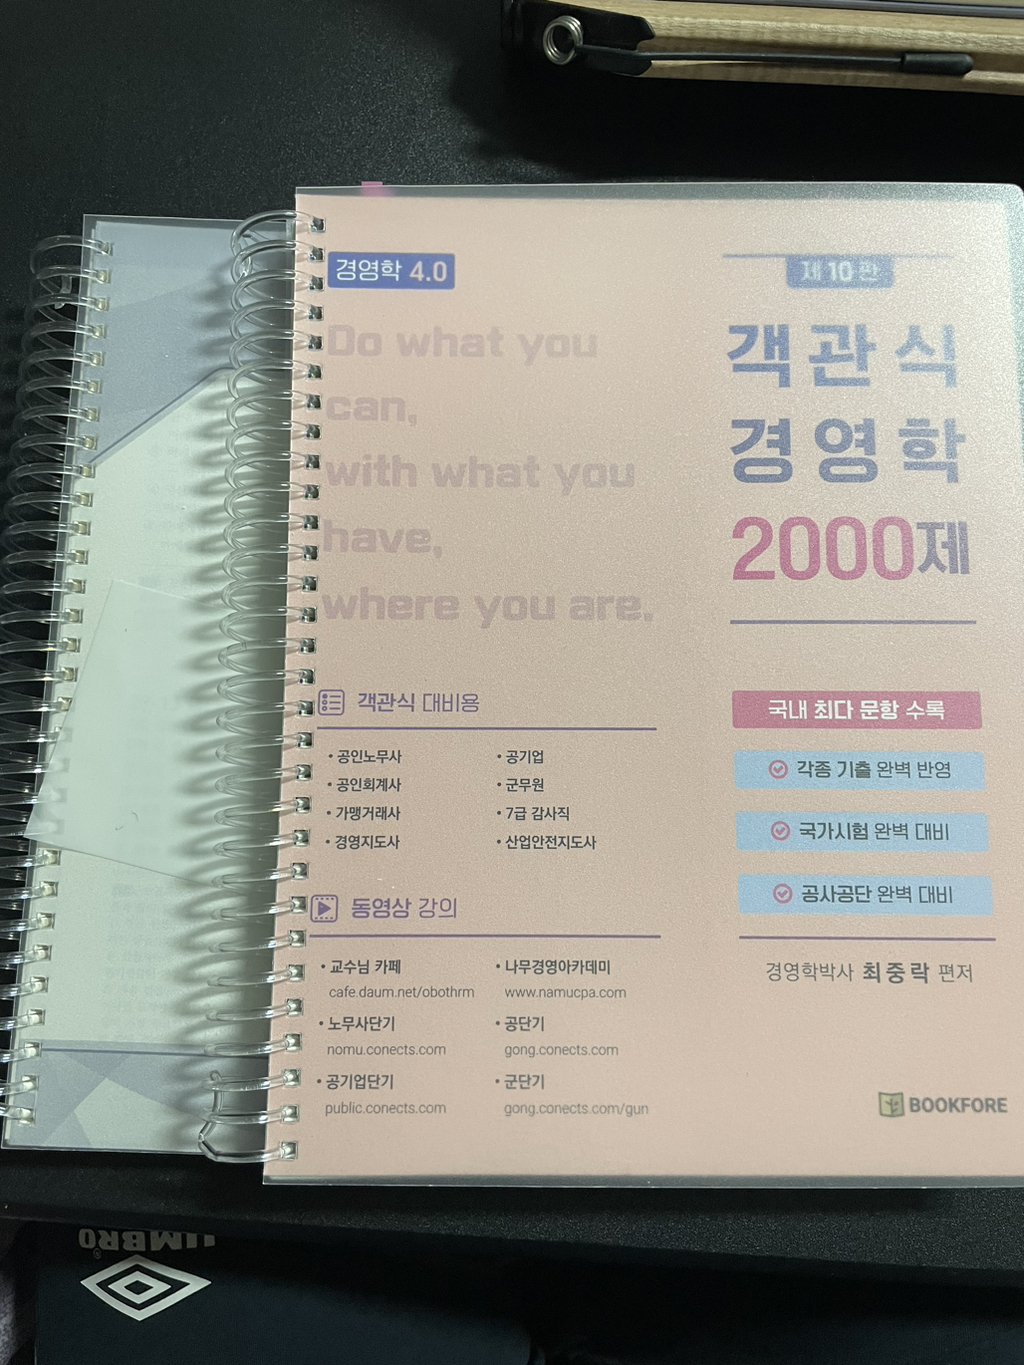 경영학 4.0
Do what you
can,
with what you
have,
where you are.
제10판
객관식
경영학
2000제
국내 최다 문항 수록
각종 기출 완벽 반영
국가시험 완벽 대비
공사공단 완벽 대비
경영학박사 최중락 편저
객관식 대비용
• 공인노무사
• 공인회계사
• 가맹거래사
• 경영지도사
• 공기업
• 군무원
• 7급 감사직
• 산업안전지도사
동영상 강의
• 교수님 카페
cafe.daum.net/obothrm
• 노무사단기
nomu.conects.com
• 공기업단기
public.conects.com
• 나무경영아카데미
www.namucpa.com
• 공단기
gong.conects.com
• 군단기
gong.conects.com/gun
BOOKFORE
UMBRO®